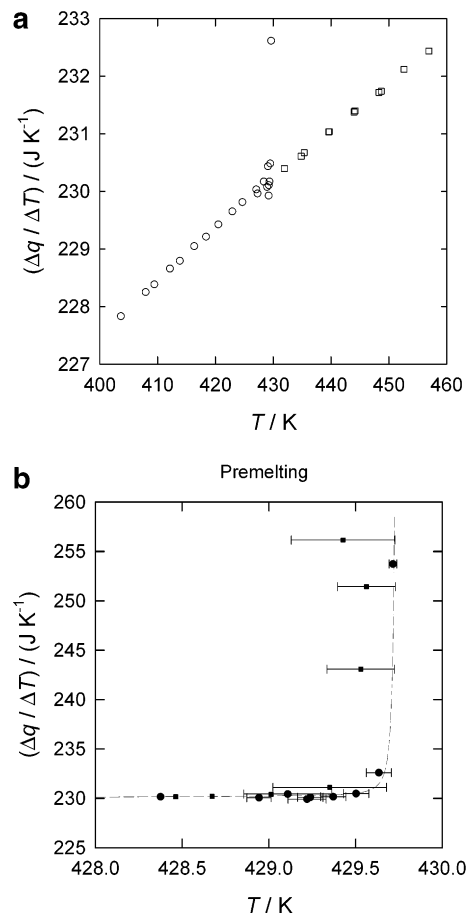 a
233
232
231
230
229
228
227
(Δq / ΔT) / (J K⁻¹)
400 410 420 430 440 450 460
T / K
b
Premelting
260
255
250
245
240
235
230
225
(Δq / ΔT) / (J K⁻¹)
428.0 428.5 429.0 429.5 430.0
T / K